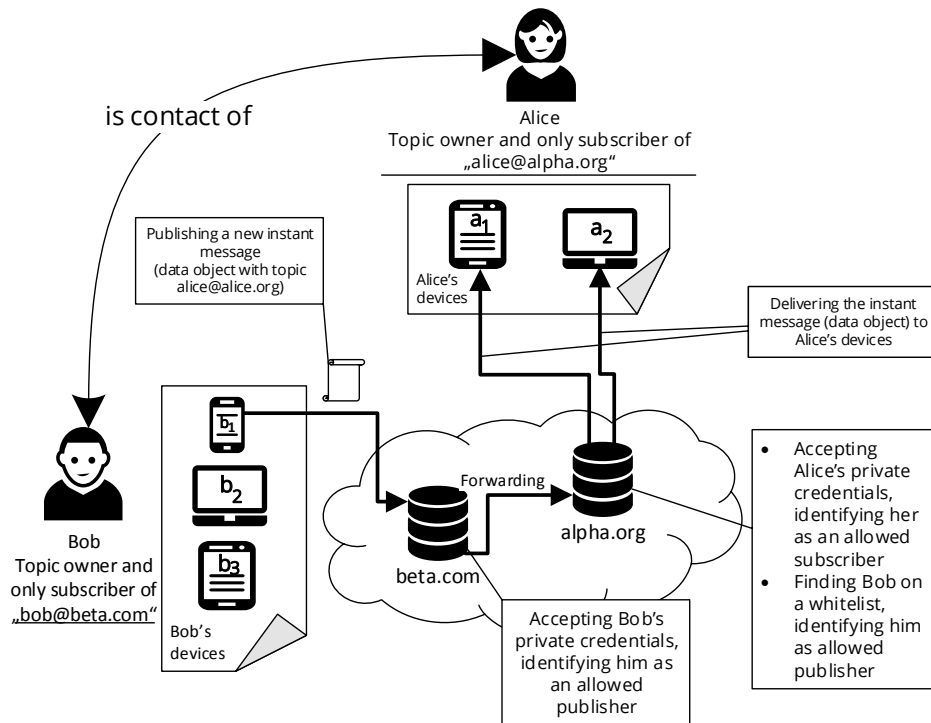 is contact of
Alice
Topic owner and only subscriber of
„alice@alpha.org“
a1
a2
Alice’s
devices
Publishing a new instant
message
(data object with topic
alice@alice.org)
Delivering the instant
message (data object) to
Alice’s devices
b1
b2
b3
Bob’s
devices
Bob
Topic owner and
only subscriber of
„bob@beta.com“
Forwarding
beta.com
alpha.org
Accepting Bob’s
private credentials,
identifying him as
an allowed
publisher
• Accepting
Alice’s private
credentials,
identifying her
as an allowed
subscriber
• Finding Bob on
a whitelist,
identifying him
as allowed
publisher